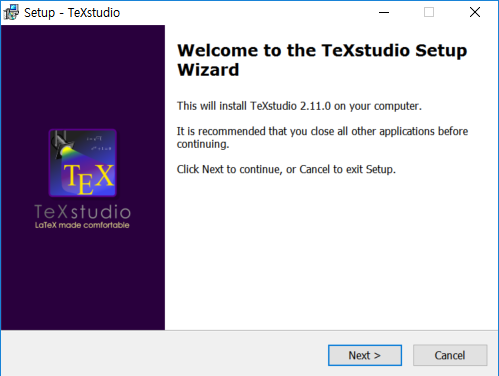 Setup - TeXstudio
Welcome to the TeXstudio Setup
Wizard
This will install TeXstudio 2.11.0 on your computer.
It is recommended that you close all other applications before
continuing.
Click Next to continue, or Cancel to exit Setup.
TEX
TeXstudio
LaTeX made comfortable
Next >
Cancel